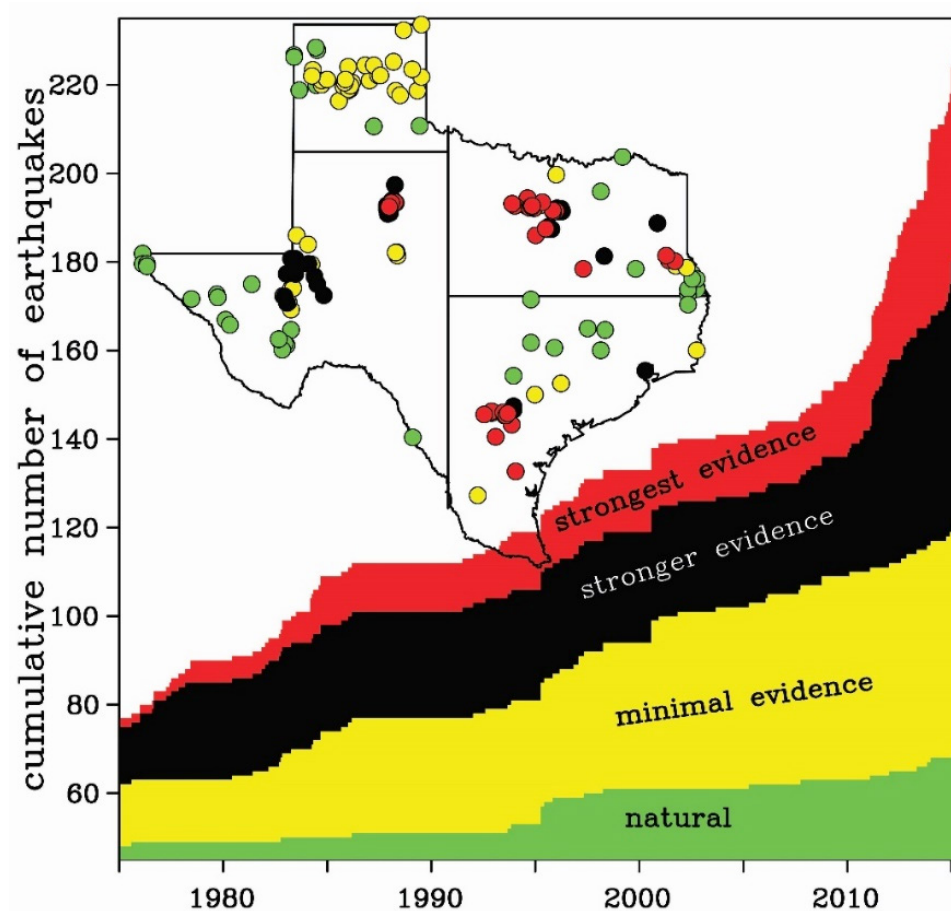 cumulative number of earthquakes
220
200
180
160
140
120
100
80
60
strongest evidence
stronger evidence
minimal evidence
natural
1980
1990
2000
2010